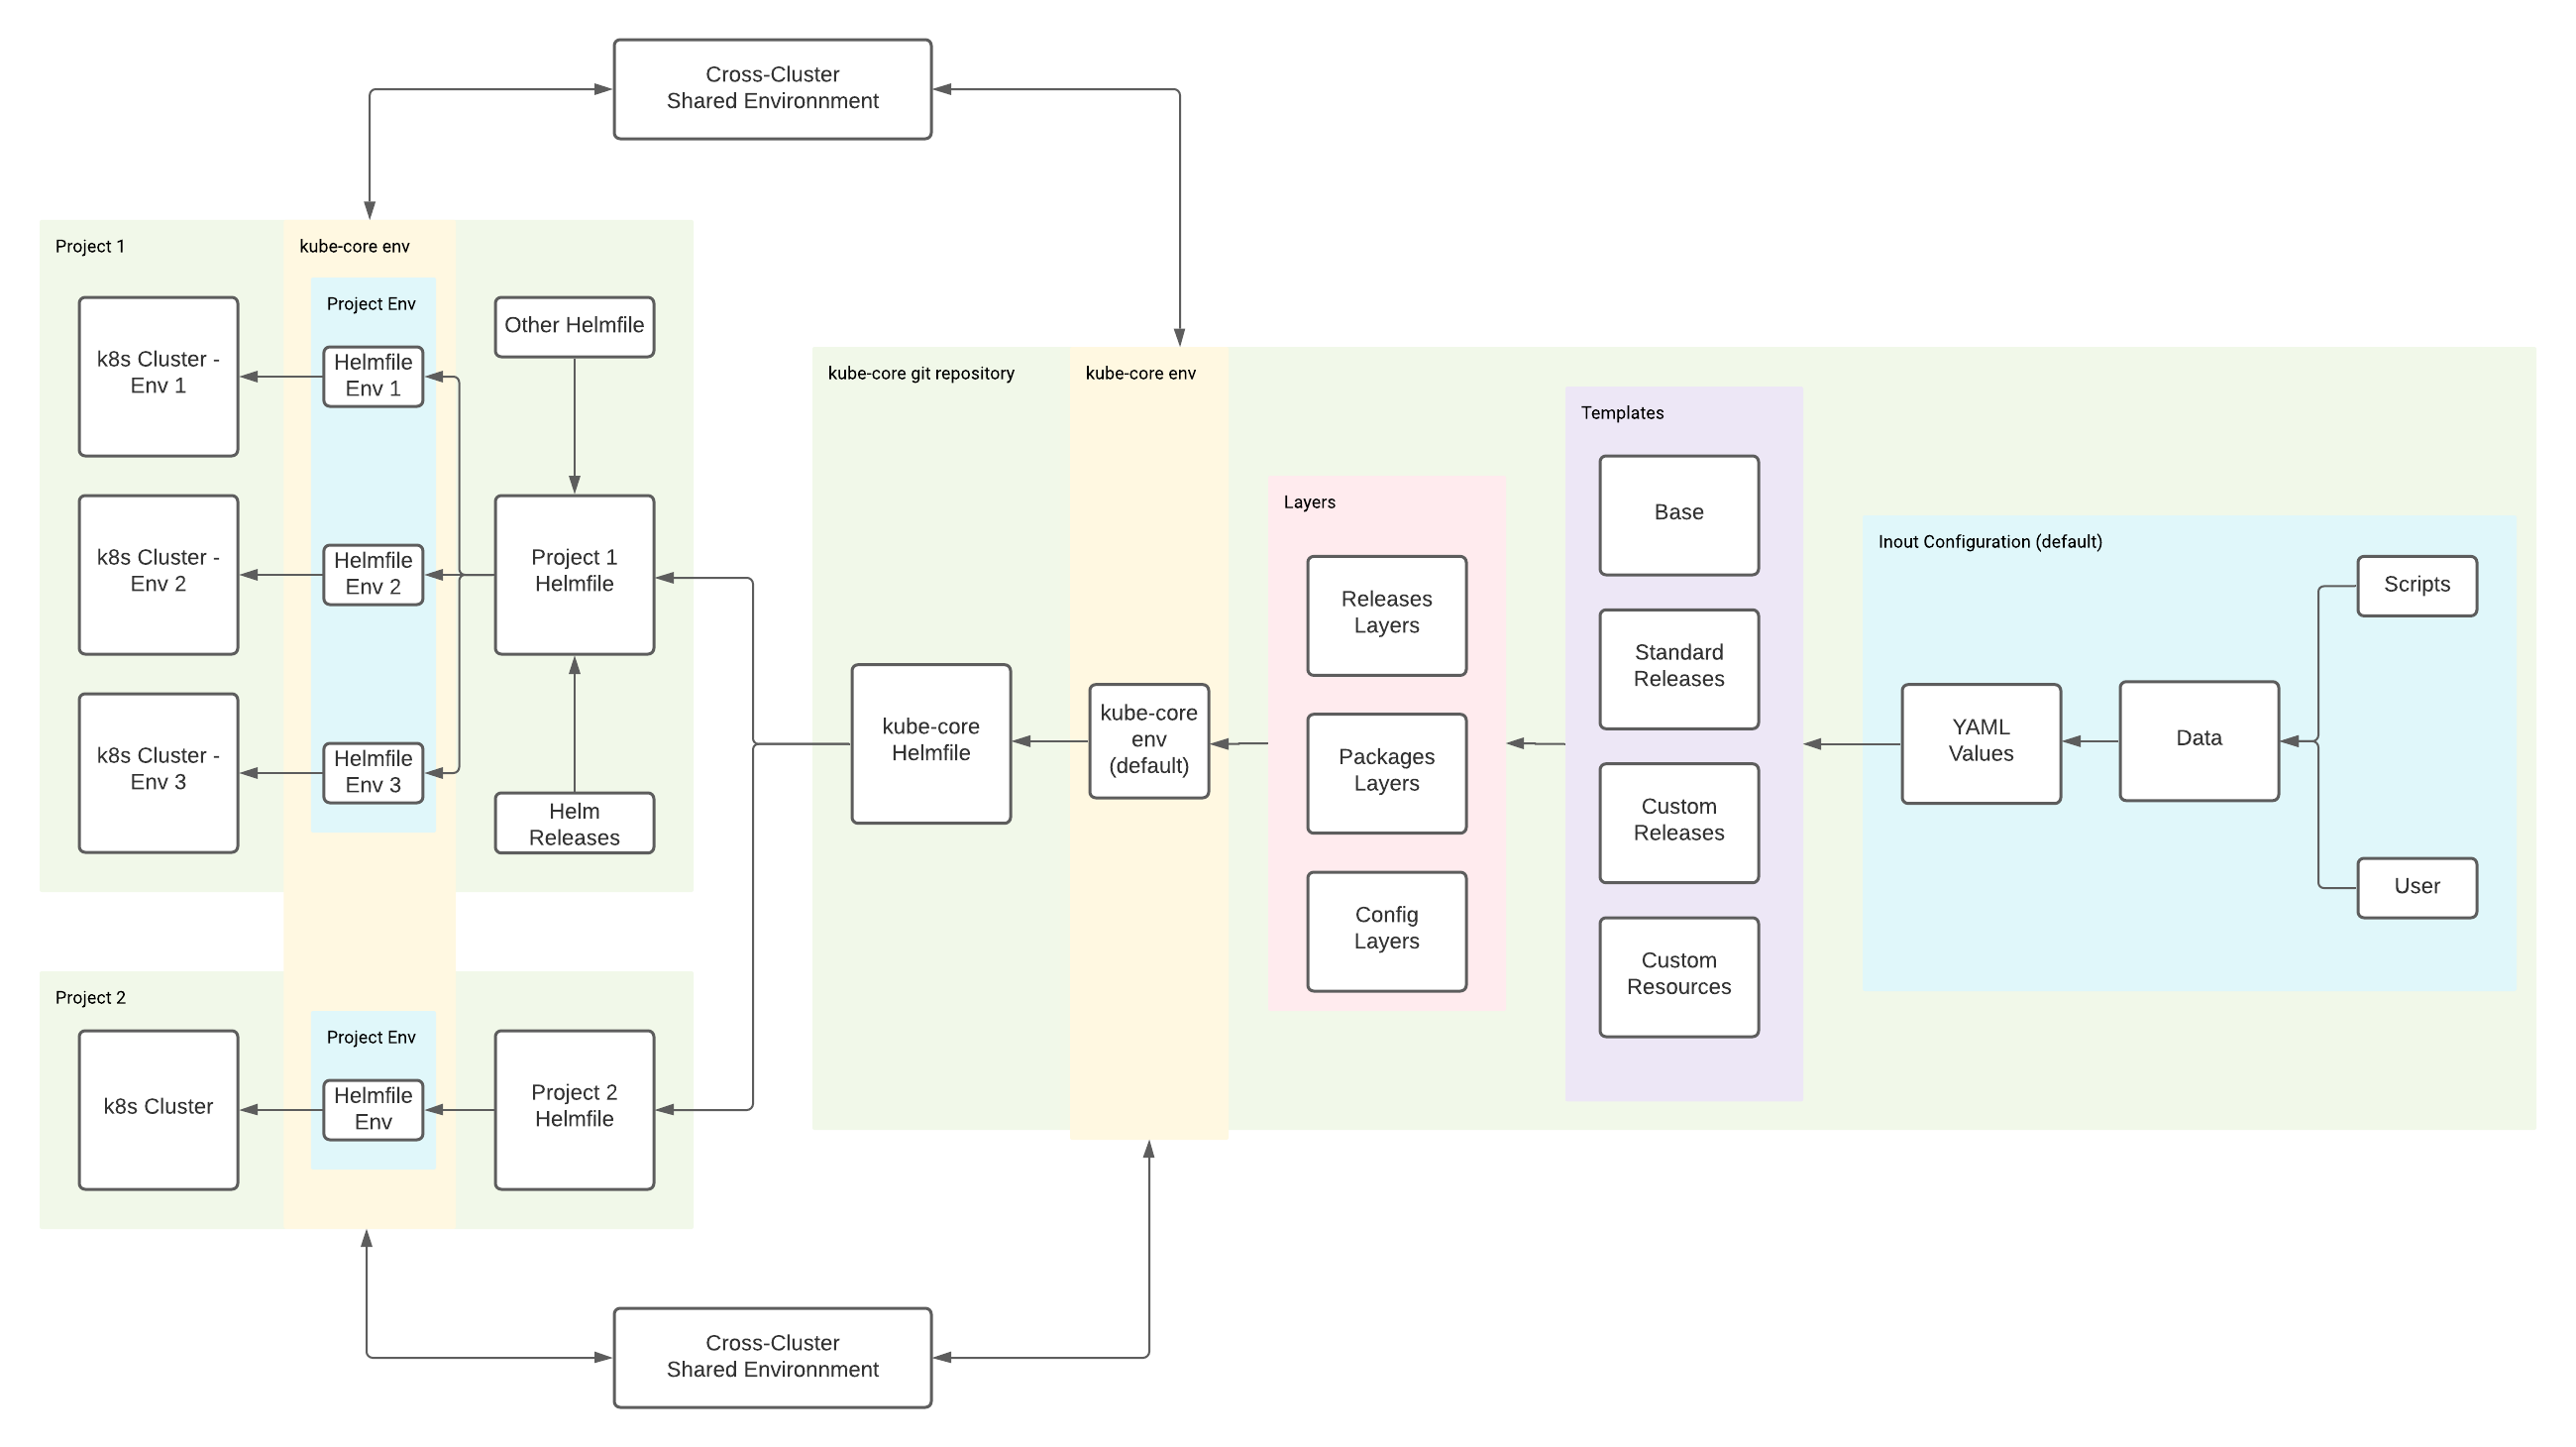 Cross-Cluster
Shared Environnment
Project 1
kube-core env
Project Env
k8s Cluster -
Env 1
Helmfile
Env 1
Other Helmfile
k8s Cluster -
Env 2
Helmfile
Env 2
Project 1
Helmfile
k8s Cluster -
Env 3
Helmfile
Env 3
Helm
Releases
Project 2
Project Env
k8s Cluster
Helmfile
Env
Project 2
Helmfile
kube-core git repository
kube-core env
kube-core
Helmfile
kube-core
env
(default)
Layers
Releases
Layers
Packages
Layers
Config
Layers
Templates
Base
Standard
Releases
Custom
Releases
Custom
Resources
Inout Configuration (default)
YAML
Values
Data
Scripts
User
Cross-Cluster
Shared Environnment